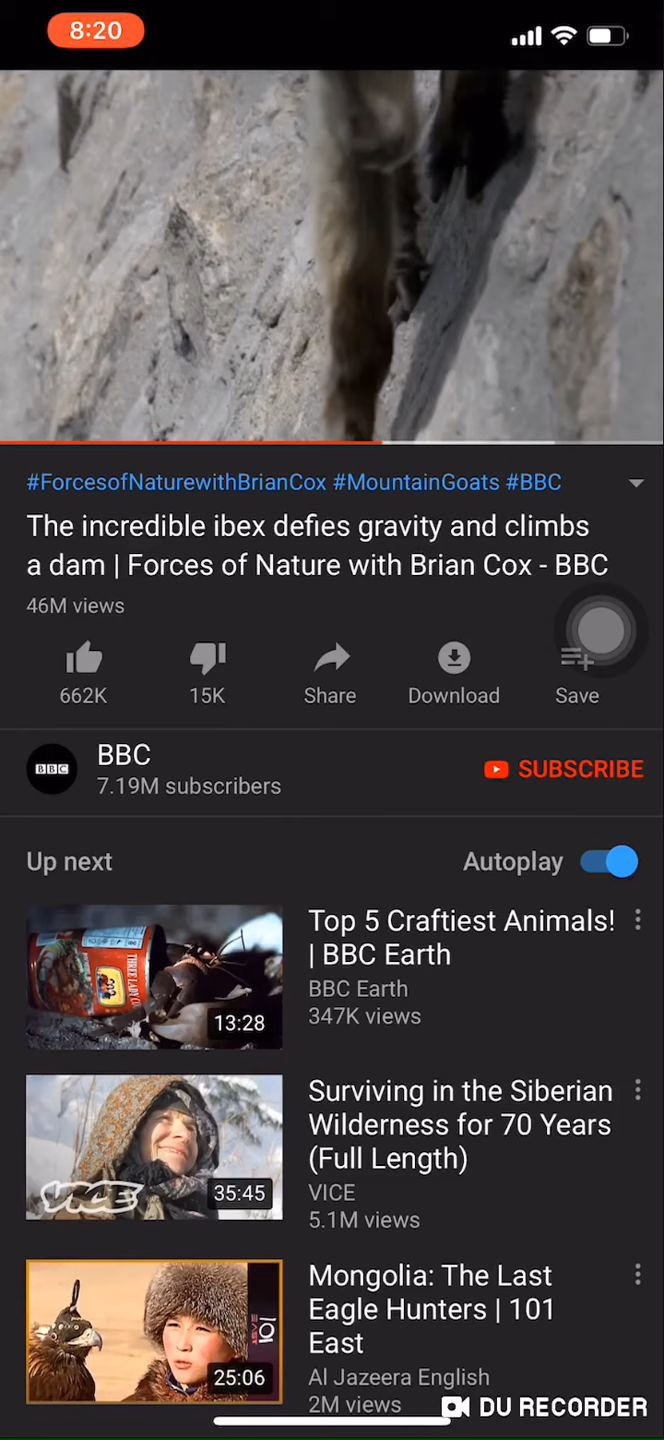 8:20
#ForcesofNaturewithBrianCox #MountainGoats #BBC
The incredible ibex defies gravity and climbs
a dam | Forces of Nature with Brian Cox - BBC
46M views
662K
15K
Share
Download
Save
BBC
BBC
7.19M subscribers
SUBSCRIBE
Up next
Autoplay
THREE LADY
13:28
Top 5 Craftiest Animals!
| BBC Earth
BBC Earth
347K views
VICE
35:45
Surviving in the Siberian
Wilderness for 70 Years
(Full Length)
VICE
5.1M views
101
25:06
Mongolia: The Last
Eagle Hunters | 101
East
Al Jazeera English
2M views
DU RECORDER